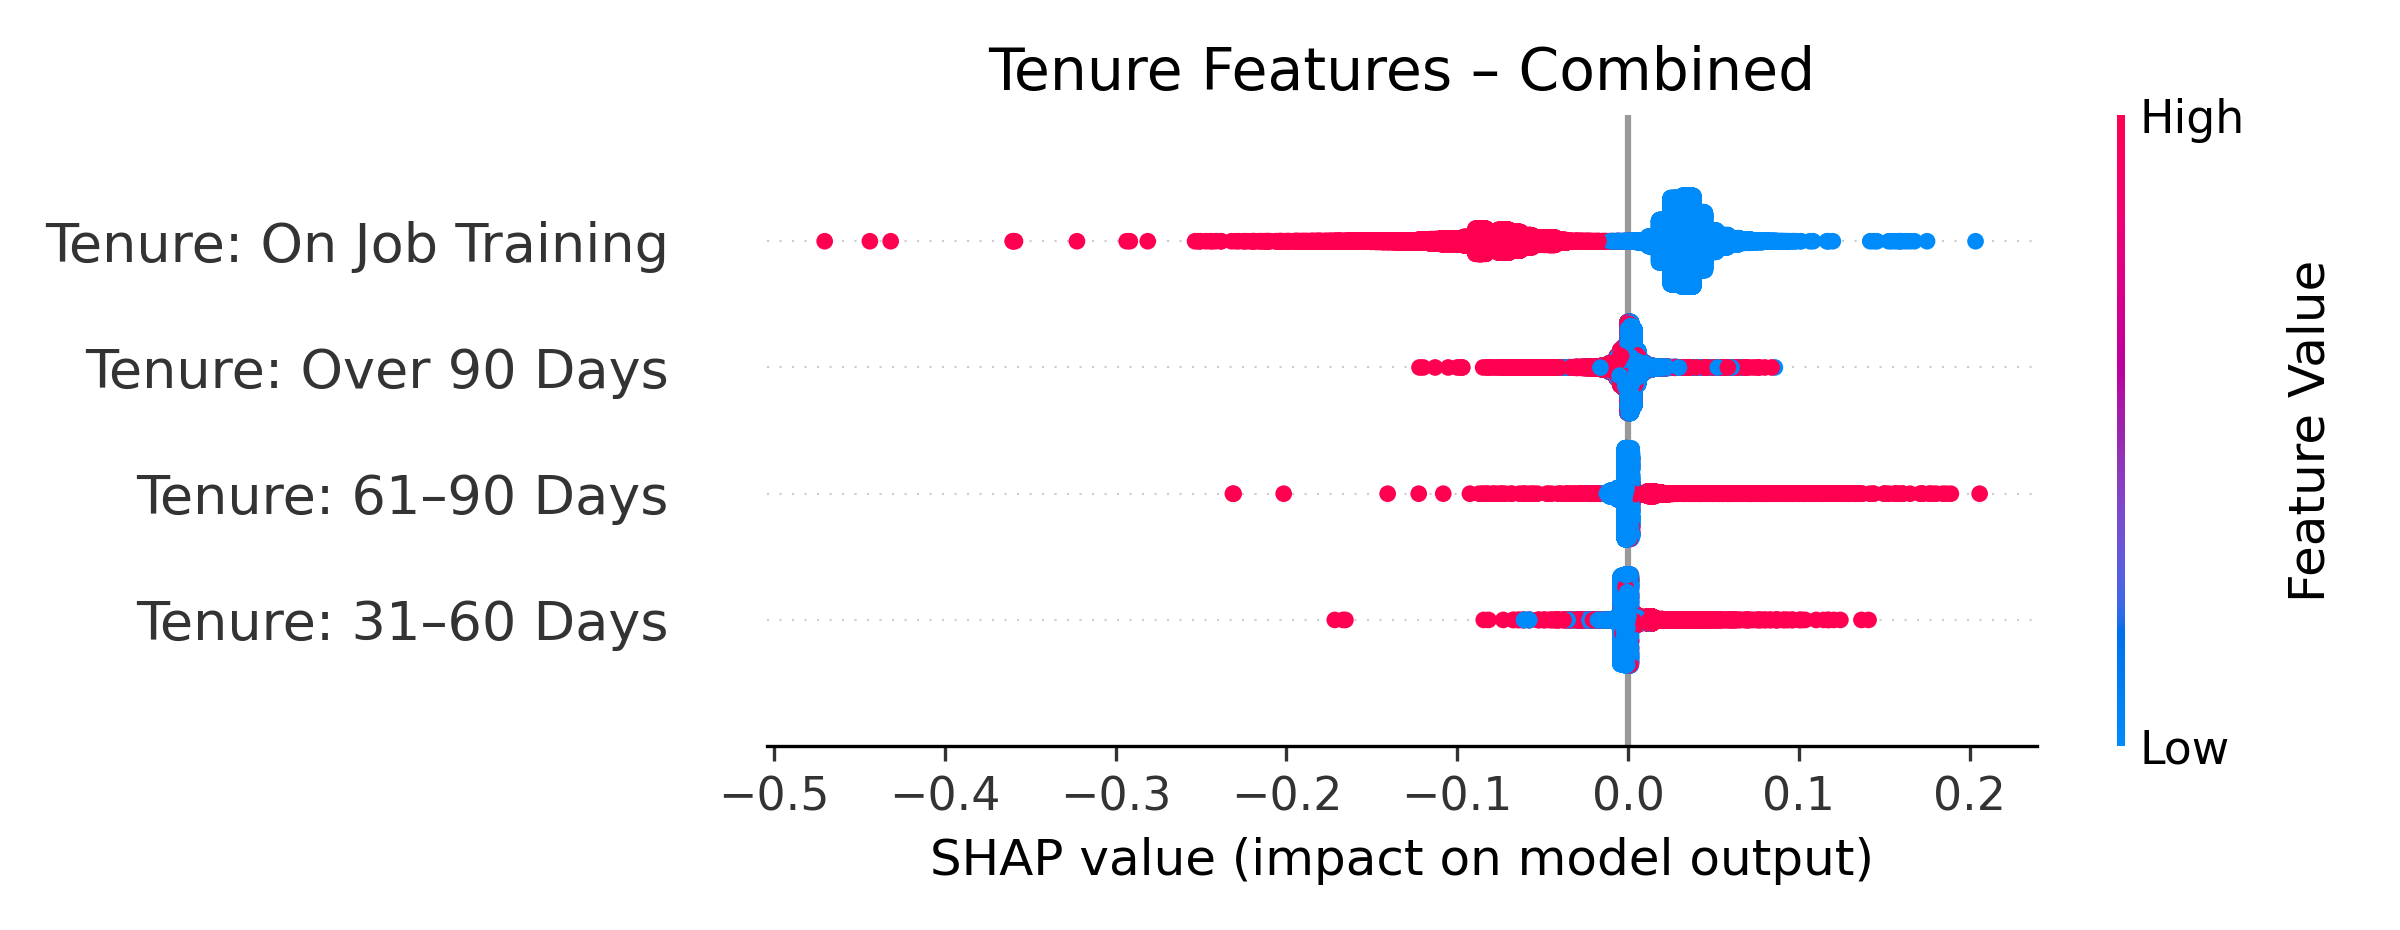 Tenure Features – Combined
High
Tenure: On Job Training
Tenure: Over 90 Days
Tenure: 61–90 Days
Tenure: 31–60 Days
Feature Value
Low
−0.5 −0.4 −0.3 −0.2 −0.1 0.0 0.1 0.2
SHAP value (impact on model output)